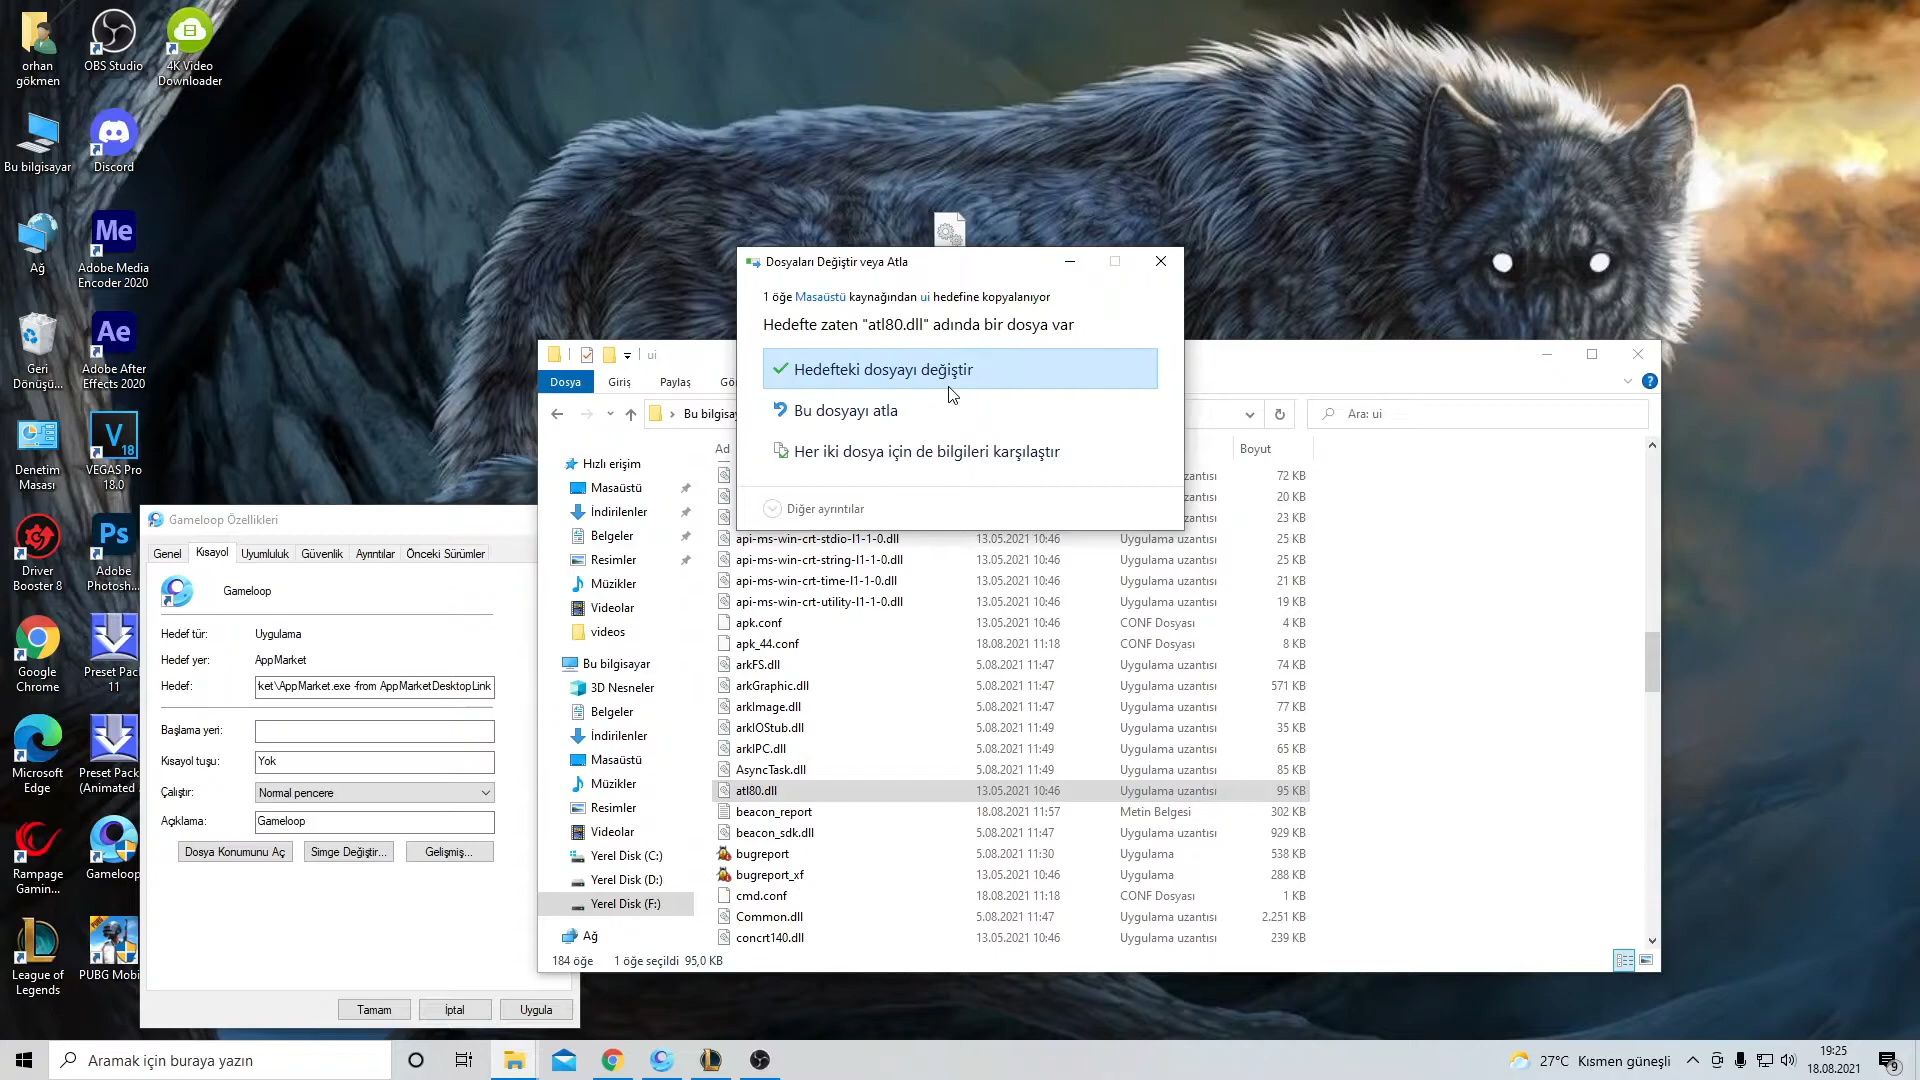 orhan
gökmen
OBS Studio
4K Video
Downloader
Bu bilgisayar
Discord
Ağ
Me
Adobe Media
Encoder 2020
Geri
Dönüşü...
Ae
Adobe After
Effects 2020
Denetim
Masası
V
18
VEGAS Pro
18.0
Driver
Booster 8
Ps
Adobe
Photosh...
Google
Chrome
Preset Pack
11
Microsoft
Edge
Preset Pack
(Animated
Rampage
Gamin...
Gameloop
League of
Legends
PUBG Mobi
Gameloop Özellikleri
Genel Kısayol Uyumluluk Güvenlik Ayrıntılar Önceki Sürümler
Gameloop
Hedef tür: Uygulama
Hedef yer: AppMarket
Hedef: ket\AppMarket.exe -from AppMarketDesktopLink
Başlama yeri:
Kısayol tuşu: Yok
Çalıştır: Normal pencere
Açıklama: Gameloop
Dosya Konumunu Aç Simge Değiştir... Gelişmiş...
Tamam İptal Uygula
Dosyaları Değiştir veya Atla
1 öğe Masaüstü kaynağından ui hedefine kopyalanıyor
Hedefte zaten "atl80.dll" adında bir dosya var
Hedefteki dosyayı değiştir
Bu dosyayı atla
Her iki dosya için de bilgileri karşılaştır
Diğer ayrıntılar
ui
Dosya Giriş Paylaş Gör
Bu bilgisay
Ara: ui
Ad Boyut
Hızlı erişim
Masaüstü
İndirilenler
Belgeler
Resimler
Müzikler
Videolar
videos
Bu bilgisayar
3D Nesneler
Belgeler
İndirilenler
Masaüstü
Müzikler
Resimler
Videolar
Yerel Disk (C:)
Yerel Disk (D:)
Yerel Disk (F:)
Ağ
zantısı 72 KB
zantısı 20 KB
zantısı 23 KB
api-ms-win-crt-stdio-l1-1-0.dll 13.05.2021 10:46 Uygulama uzantısı 25 KB
api-ms-win-crt-string-l1-1-0.dll 13.05.2021 10:46 Uygulama uzantısı 25 KB
api-ms-win-crt-time-l1-1-0.dll 13.05.2021 10:46 Uygulama uzantısı 21 KB
api-ms-win-crt-utility-l1-1-0.dll 13.05.2021 10:46 Uygulama uzantısı 19 KB
apk.conf 13.05.2021 10:46 CONF Dosyası 4 KB
apk_44.conf 18.08.2021 11:18 CONF Dosyası 8 KB
arkFS.dll 5.08.2021 11:47 Uygulama uzantısı 74 KB
arkGraphic.dll 5.08.2021 11:47 Uygulama uzantısı 571 KB
arkImage.dll 5.08.2021 11:47 Uygulama uzantısı 77 KB
arkIOStub.dll 5.08.2021 11:49 Uygulama uzantısı 35 KB
arkIPC.dll 5.08.2021 11:49 Uygulama uzantısı 65 KB
AsyncTask.dll 5.08.2021 11:49 Uygulama uzantısı 85 KB
atl80.dll 13.05.2021 10:46 Uygulama uzantısı 95 KB
beacon_report 18.08.2021 11:57 Metin Belgesi 302 KB
beacon_sdk.dll 5.08.2021 11:47 Uygulama uzantısı 929 KB
bugreport 5.08.2021 11:30 Uygulama 538 KB
bugreport_xf 13.05.2021 10:46 Uygulama 288 KB
cmd.conf 18.08.2021 11:18 CONF Dosyası 1 KB
Common.dll 5.08.2021 11:47 Uygulama uzantısı 2.251 KB
concrt140.dll 13.05.2021 10:46 Uygulama uzantısı 239 KB
184 öğe 1 öğe seçildi 95,0 KB
Aramak için buraya yazın
27°C Kısmen güneşli
19:25
18.08.2021
9